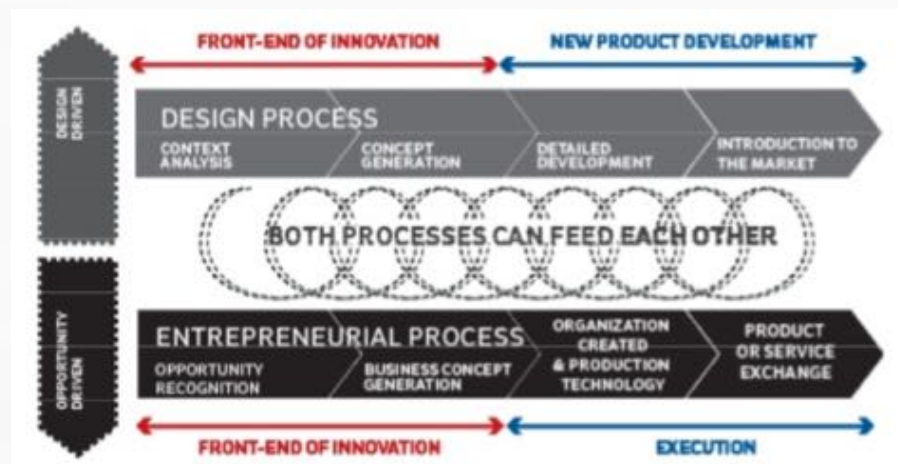 FRONT-END OF INNOVATION
NEW PRODUCT DEVELOPMENT
DESIGN
DRIVEN
DESIGN PROCESS
CONTEXT
ANALYSIS
CONCEPT
GENERATION
DETAILED
DEVELOPMENT
INTRODUCTION TO
THE MARKET
BOTH PROCESSES CAN FEED EACH OTHER
OPPORTUNITY
DRIVEN
ENTREPRENEURIAL PROCESS
OPPORTUNITY
RECOGNITION
BUSINESS CONCEPT
GENERATION
ORGANIZATION
CREATED
& PRODUCTION
TECHNOLOGY
PRODUCT
OR SERVICE
EXCHANGE
FRONT-END OF INNOVATION
EXECUTION